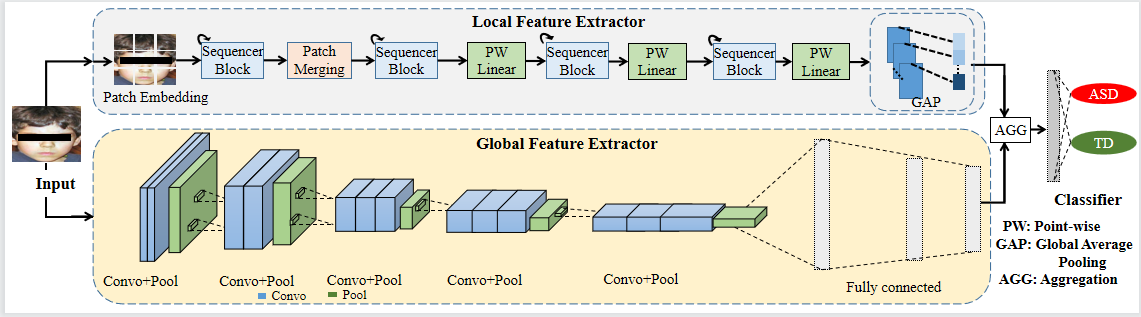 Local Feature Extractor
Patch Embedding
Sequencer
Block
Patch
Merging
Sequencer
Block
PW
Linear
Sequencer
Block
PW
Linear
Sequencer
Block
PW
Linear
GAP
Input
Global Feature Extractor
Convo+Pool
Convo+Pool
Convo+Pool
Convo+Pool
Convo+Pool
Convo
Pool
Fully connected
AGG
ASD
TD
Classifier
PW: Point-wise
GAP: Global Average
Pooling
AGG: Aggregation